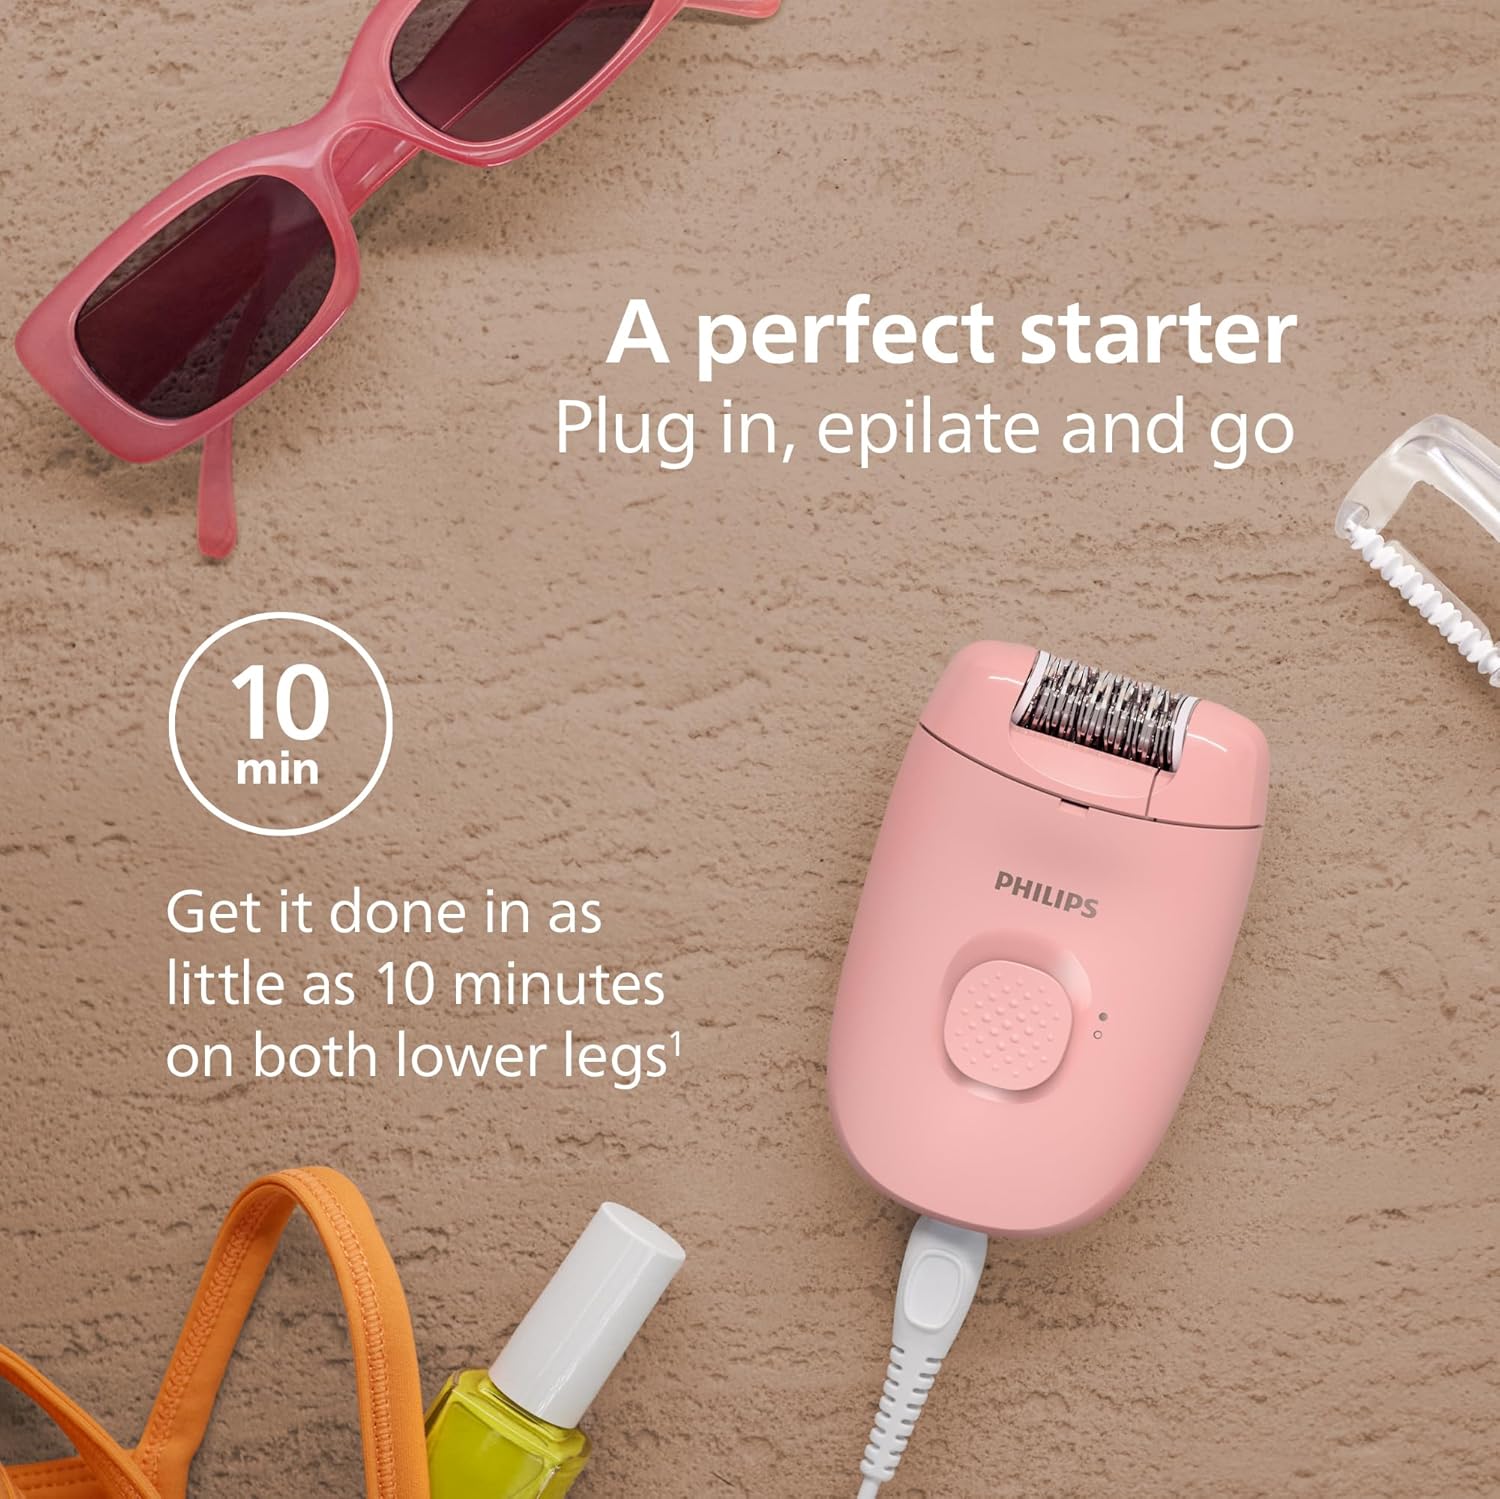 A perfect starter
Plug in, epilate and go
10
min
Get it done in as
little as 10 minutes
on both lower legs¹
PHILIPS